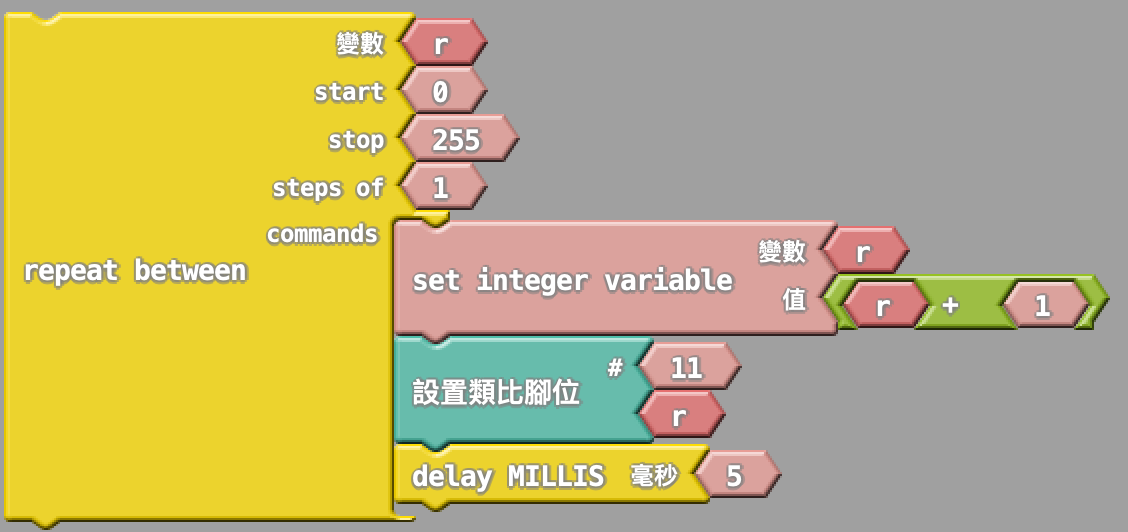 變數 r
start 0
stop 255
steps of 1
commands
repeat between
set integer variable
變數 r
值 r + 1
設置類比腳位
# 11
r
delay MILLIS 毫秒 5